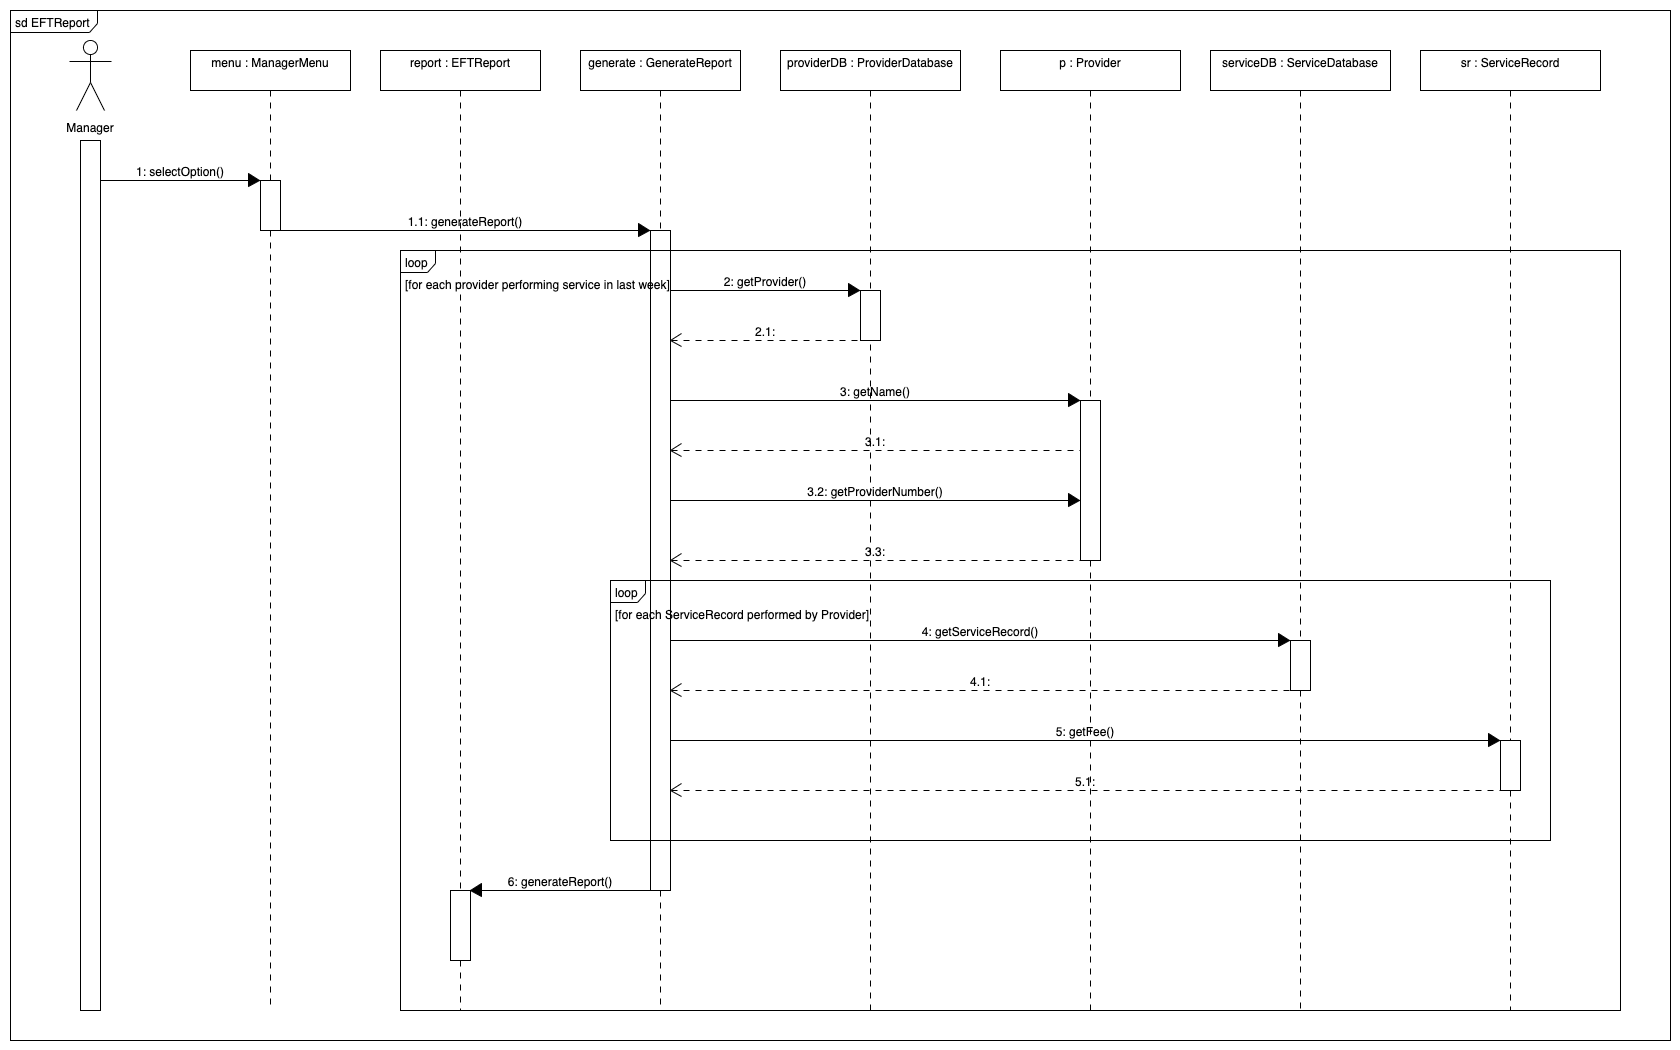 sd EFTReport
Manager
menu : ManagerMenu
report : EFTReport
generate : GenerateReport
providerDB : ProviderDatabase
p : Provider
serviceDB : ServiceDatabase
sr : ServiceRecord
1: selectOption()
1.1: generateReport()
loop
[for each provider performing service in last week]
2: getProvider()
2.1:
3: getName()
3.1:
3.2: getProviderNumber()
3.3:
loop
[for each ServiceRecord performed by Provider]
4: getServiceRecord()
4.1:
5: getFee()
5.1:
6: generateReport()